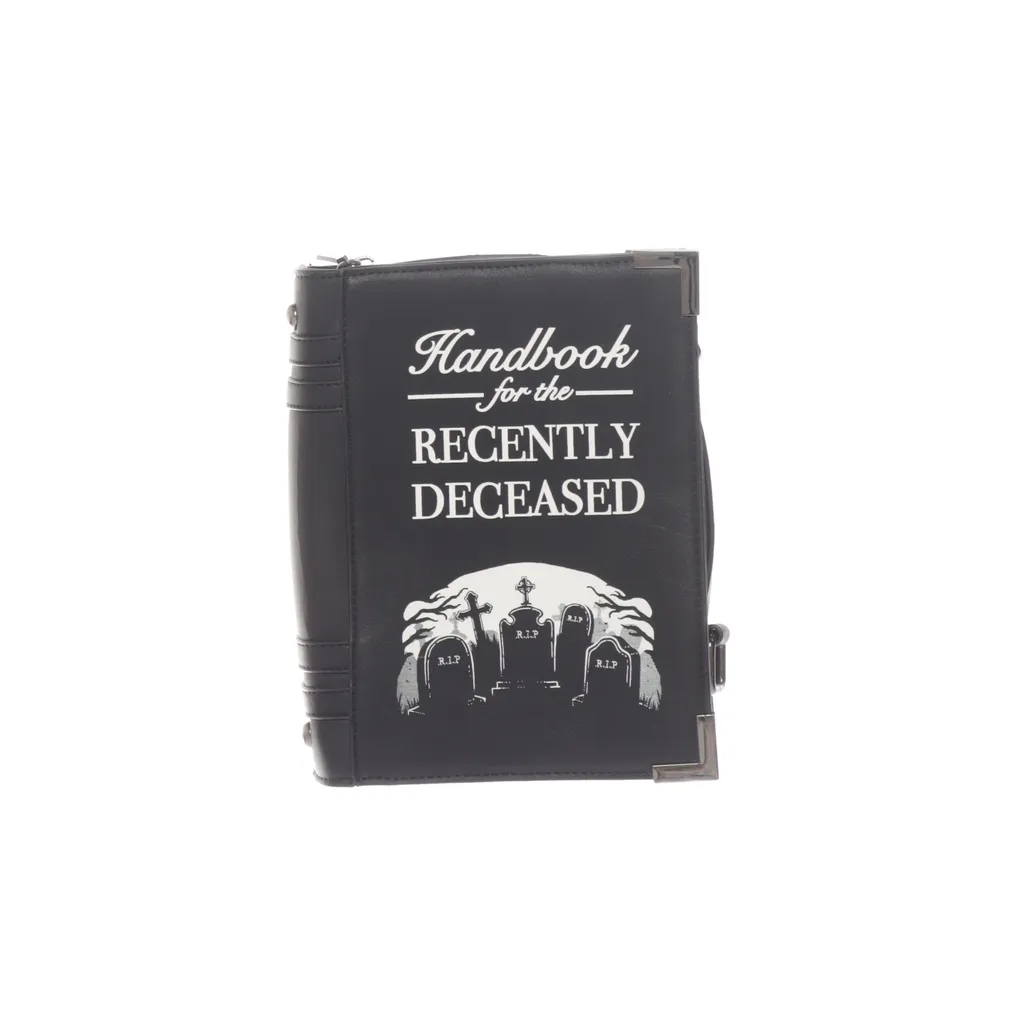 Handbook
for the
RECENTLY
DECEASED
R.I.P
R.I.P
R.I.P
R.I.P